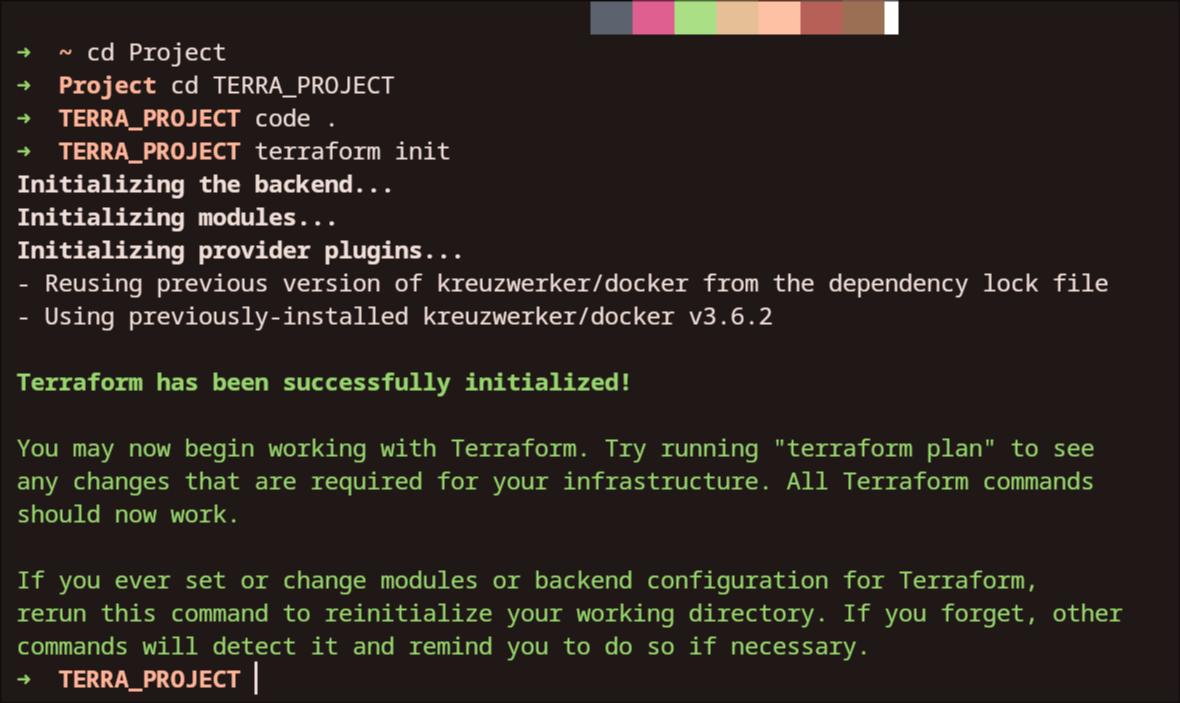 ➜  ~ cd Project
➜  Project cd TERRA_PROJECT
➜  TERRA_PROJECT code .
➜  TERRA_PROJECT terraform init
Initializing the backend...
Initializing modules...
Initializing provider plugins...
- Reusing previous version of kreuzwerker/docker from the dependency lock file
- Using previously-installed kreuzwerker/docker v3.6.2
Terraform has been successfully initialized!
You may now begin working with Terraform. Try running "terraform plan" to see
any changes that are required for your infrastructure. All Terraform commands
should now work.
If you ever set or change modules or backend configuration for Terraform,
rerun this command to reinitialize your working directory. If you forget, other
commands will detect it and remind you to do so if necessary.
➜  TERRA_PROJECT